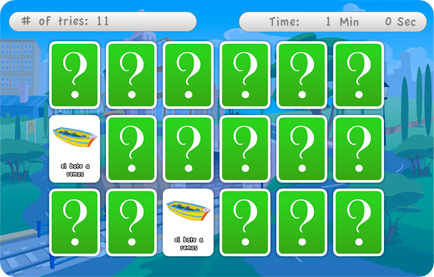 # of tries: 11
Time: 1 Min 0 Sec
? ? ? ? ? ?
el bote a
remos
? ? ? ? ?
? ? 
el bote a
remos
? ? ?